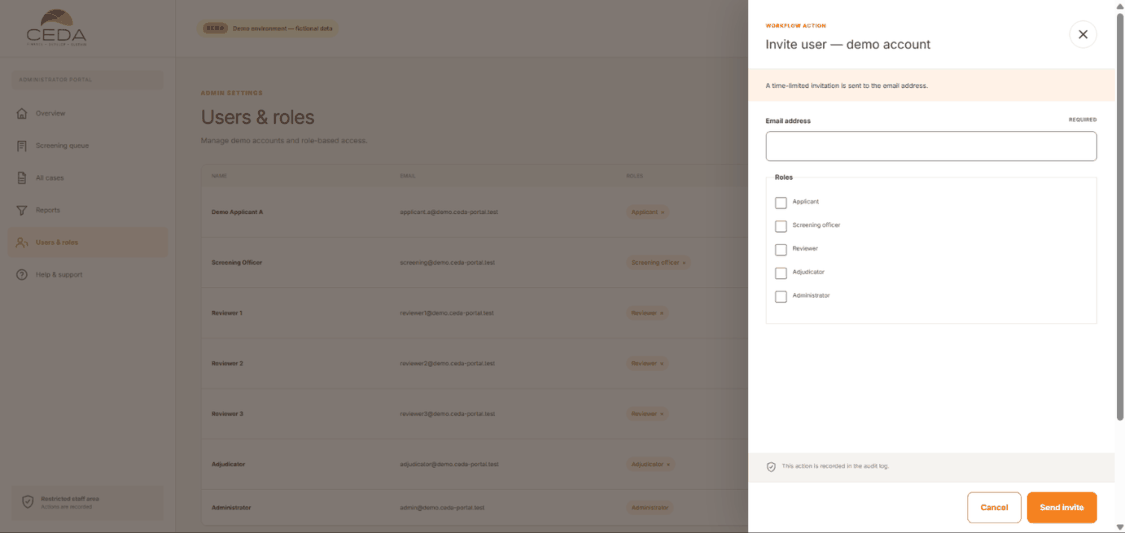 CEDA
CEDA Demo environment — fictional data
ADMINISTRATOR PORTAL
Overview
Screening queue
All cases
Reports
Users & roles
Help & support
Restricted staff area
Actions are recorded
ADMIN SETTINGS
Users & roles
Manage demo accounts and role-based access.
NAME EMAIL ROLES
Demo Applicant A applicant.a@demo.ceda-portal.test Applicant ×
Screening Officer screening@demo.ceda-portal.test Screening officer ×
Reviewer 1 reviewer1@demo.ceda-portal.test Reviewer ×
Reviewer 2 reviewer2@demo.ceda-portal.test Reviewer ×
Reviewer 3 reviewer3@demo.ceda-portal.test Reviewer ×
Adjudicator adjudicator@demo.ceda-portal.test Adjudicator ×
Administrator admin@demo.ceda-portal.test Administrator
WORKFLOW ACTION
Invite user — demo account
A time-limited invitation is sent to the email address.
Email address REQUIRED
Roles
Applicant
Screening officer
Reviewer
Adjudicator
Administrator
This action is recorded in the audit log.
Cancel Send invite